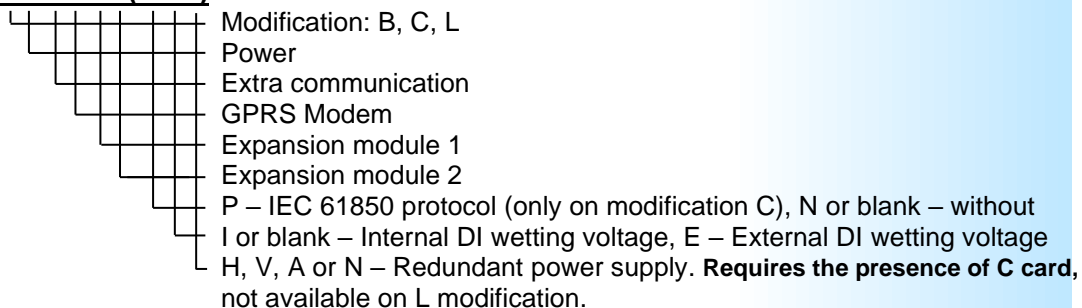 Modification: B, C, L
Power
Extra communication
GPRS Modem
Expansion module 1
Expansion module 2
P – IEC 61850 protocol (only on modification C), N or blank – without
I or blank – Internal DI wetting voltage, E – External DI wetting voltage
H, V, A or N – Redundant power supply. Requires the presence of C card,
not available on L modification.